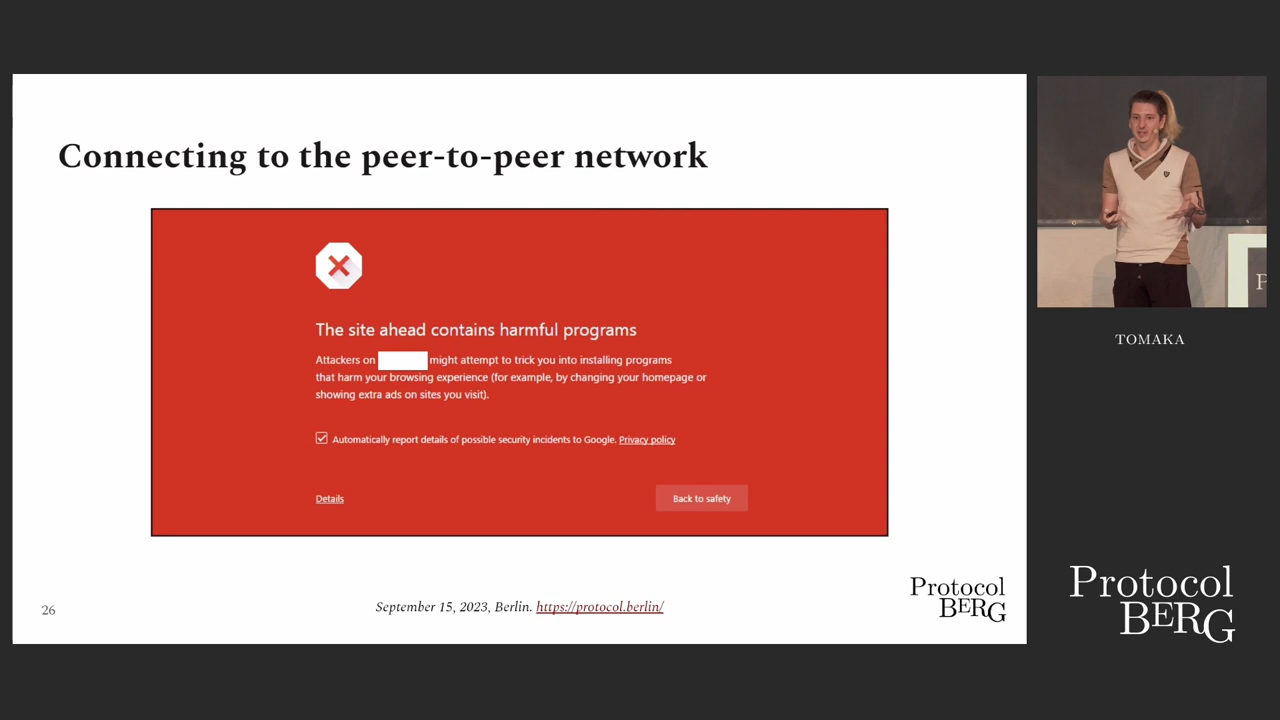 Connecting to the peer-to-peer network
The site ahead contains harmful programs
Attackers on might attempt to trick you into installing programs
that harm your browsing experience (for example, by changing your homepage or
showing extra ads on sites you visit).
Automatically report details of possible security incidents to Google. Privacy policy
Details
Back to safety
26
September 15, 2023, Berlin. https://protocol.berlin/
Protocol
BERG
P
TOMAKA
Protocol
BERG